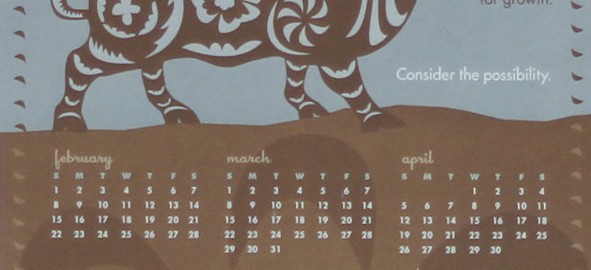 for growth.
Consider the possibility.
february
S M T W T F S
1 2 3 4 5 6 7
8 9 10 11 12 13 14
15 16 17 18 19 20 21
22 23 24 25 26 27 28
march
S M T W T F S
1 2 3 4 5 6 7
8 9 10 11 12 13 14
15 16 17 18 19 20 21
22 23 24 25 26 27 28
29 30 31
april
S M T W T F S
1 2 3 4
5 6 7 8 9 10 11
12 13 14 15 16 17 18
19 20 21 22 23 24 25
26 27 28 29 30